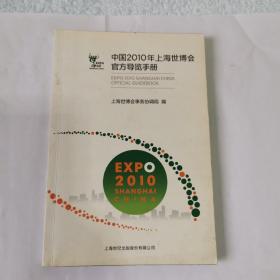 中国2010年上海世博会
官方导览手册
EXPO 2010 SHANGHAI CHINA
OFFICIAL GUIDEBOOK
上海世博会事务协调局 编
EXPO
2010
SHANGHAI
CHINA
上海世纪出版股份有限公司